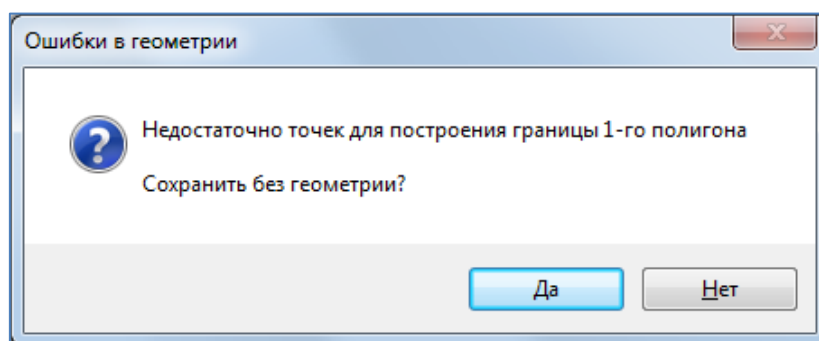 Ошибки в геометрии
Недостаточно точек для построения границы 1-го полигона
Сохранить без геометрии?
Да
Нет